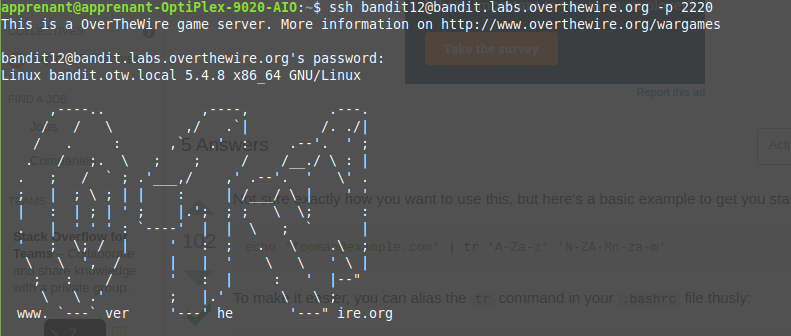 apprenant@apprenant-OptiPlex-9020-AIO:~$ ssh bandit12@bandit.labs.overthewire.org -p 2220
This is a OverTheWire game server. More information on http://www.overthewire.org/wargames
bandit12@bandit.labs.overthewire.org's password:
Linux bandit.otw.local 5.4.8 x86_64 GNU/Linux
Take the survey
Report this ad
FIND A JOB
Jobs
Companies
5 Answers
TEAMS
Not sure exactly how you want to use this, but here's a basic example to get you sta
Stack Overflow for
Teams – Collaborate
and share knowledge
with a private group.
102
echo 'ooma example.com' | tr 'A-Za-z' 'N-ZA-Mn-za-m'
To make it easier, you can alias the tr command in your .bashrc file thusly:
www. ver he ire.org